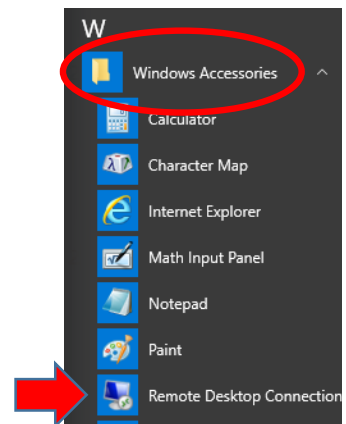 W
Windows Accessories
Calculator
Character Map
Internet Explorer
Math Input Panel
Notepad
Paint
Remote Desktop Connection